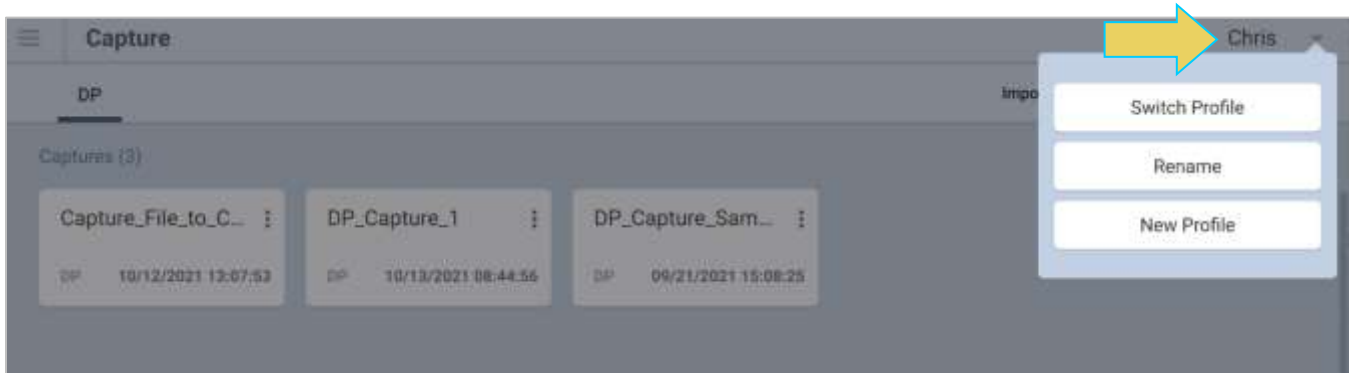 Capture
Chris
DP
Impo
Switch Profile
Rename
New Profile
Captures (3)
Capture_File_to_C...
DP_Capture_1
DP_Capture_Sam...
DP 10/12/2021 13:07:53
DP 10/13/2021 08:44:56
DP 09/21/2021 15:08:25